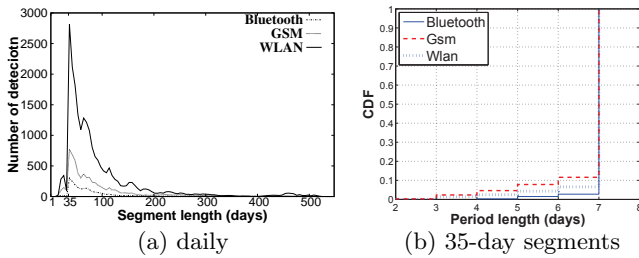 3000
2500
2000
1500
1000
500
0
Number of deteciotn
Bluetooth
GSM
WLAN
1 35 100 200 300 400 500
Segment length (days)
(a) daily
1
0.9
0.8
0.7
0.6
0.5
0.4
0.3
0.2
0.1
0
CDF
Bluetooth
Gsm
Wlan
2 3 4 5 6 7 8
Period length (days)
(b) 35-day segments